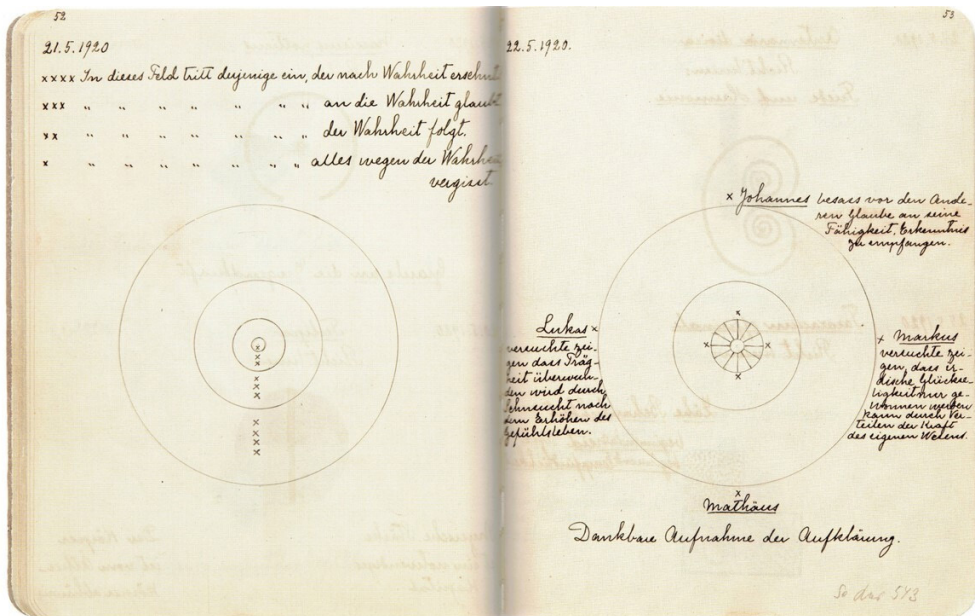 52
21.5.1920
xxxx In dieses Feld tritt derjenige ein, der nach Wahrheit ersehnt
xxx " " " " " " " an die Wahrheit glaubt
xx " " " " " " " der Wahrheit folgt.
x " " " " " " " alles wegen der Wahrheit
vergisst
53
22.5.1920.
x Johannes besass vor den Ande-
ren Glaube an seine
Fähigkeit, Erkenntnis
zu empfangen.
Lukas x
versuchte zei-
gen dass Träg-
heit überwun-
den wird durch
Sehnsucht nach
dem Erhöhen des
Gefühlsleben.
x Markus
versuchte zei-
gen, dass ir-
dische Glückse-
ligkeit nur ge-
wonnen werden
kann durch Ver-
teilen der Kraft
des eigenen Wesens.
x
Mathäus
Dankbare Aufnahme der Aufklärung.
543